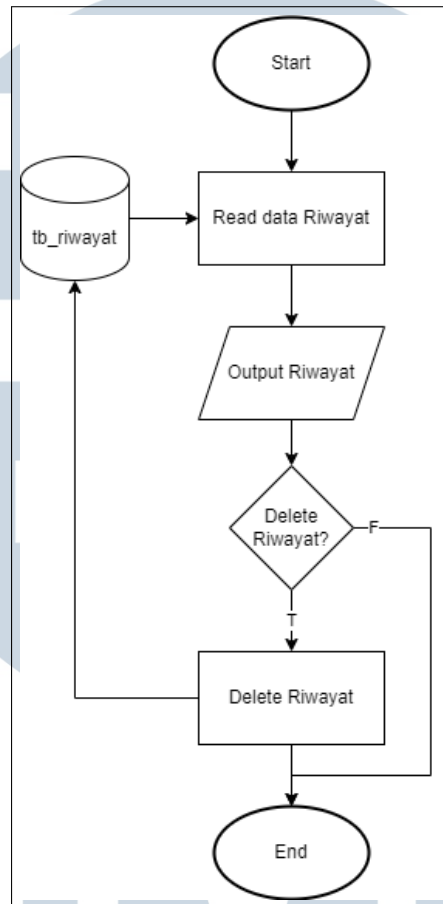 Start
Read data Riwayat
tb_riwayat
Output Riwayat
Delete
Riwayat?
F
T
Delete Riwayat
End